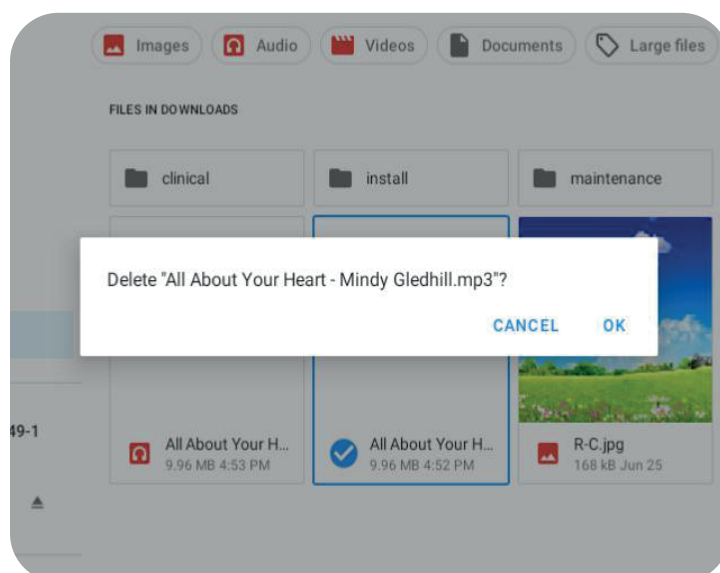 Images
Audio
Videos
Documents
Large files
FILES IN DOWNLOADS
clinical
install
maintenance
Delete "All About Your Heart - Mindy Gledhill.mp3"?
CANCEL
OK
49-1
All About Your H...
9.96 MB 4:53 PM
All About Your H...
9.96 MB 4:52 PM
R-C.jpg
168 kB Jun 25